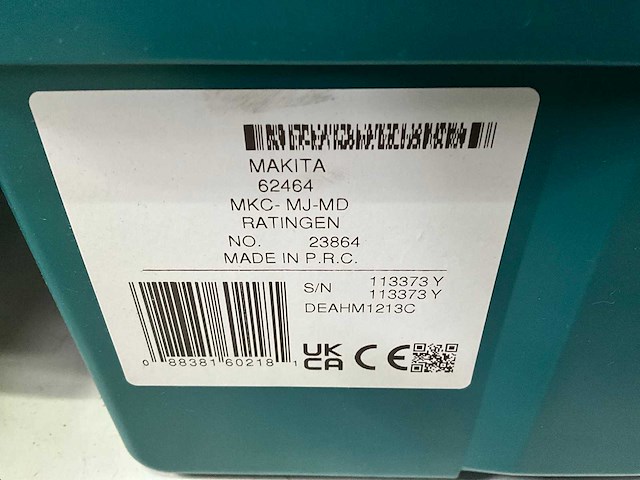 MAKITA
62464
MKC- MJ-MD
RATINGEN
NO. 23864
MADE IN P.R.C.
S/N 113373 Y
113373 Y
DEAHM1213C
0 88381 60218 1
UK
CA CE